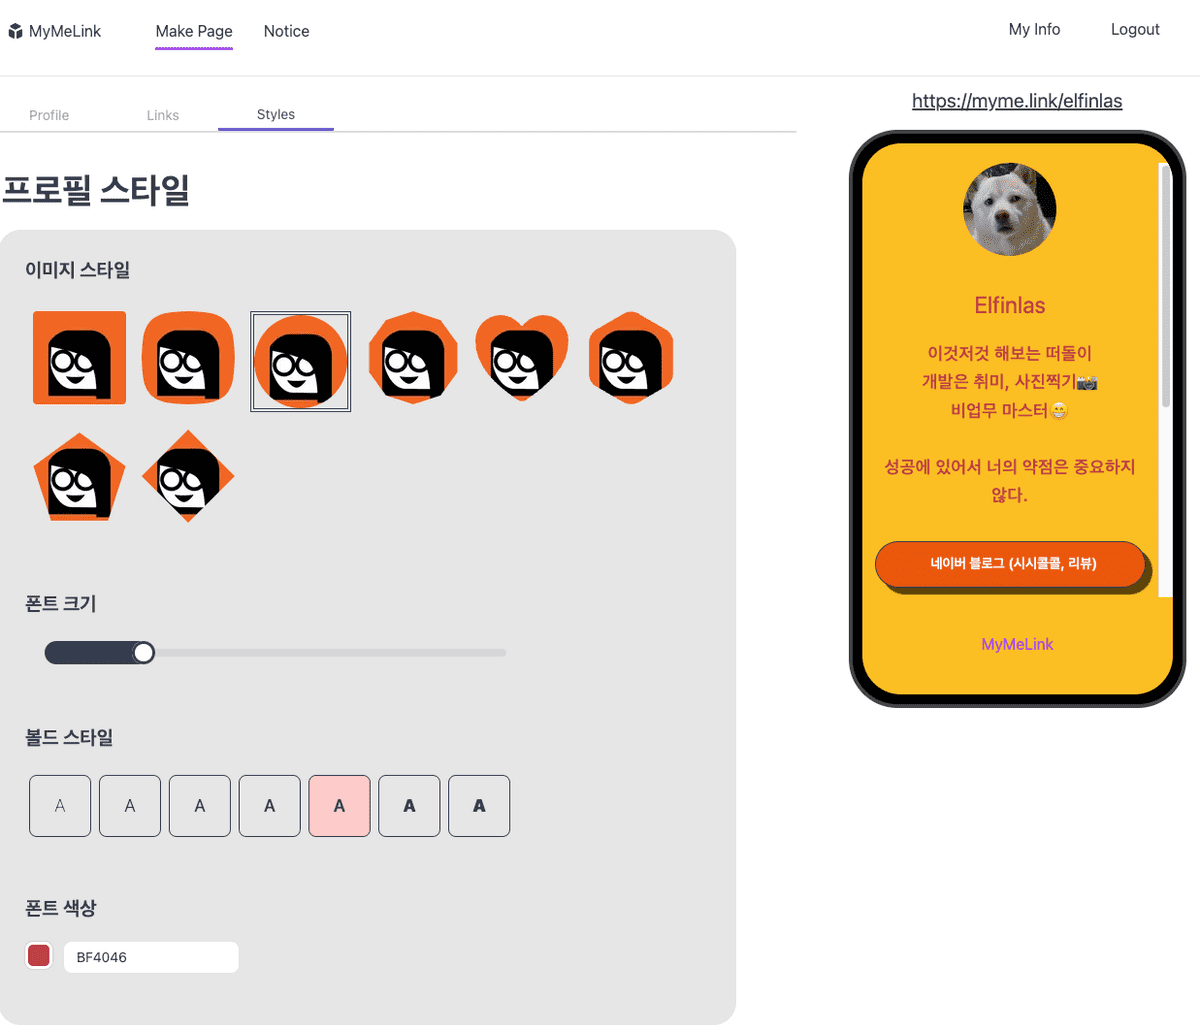 MyMeLink
Make Page
Notice
My Info
Logout
Profile
Links
Styles
https://myme.link/elfinlas
프로필 스타일
이미지 스타일
폰트 크기
볼드 스타일
A A A A A A A
폰트 색상
BF4046
Elfinlas
이것저것 해보는 떠돌이
개발은 취미, 사진찍기📸
비업무 마스터😁
성공에 있어서 너의 약점은 중요하지
않다.
네이버 블로그 (시시콜콜, 리뷰)
MyMeLink